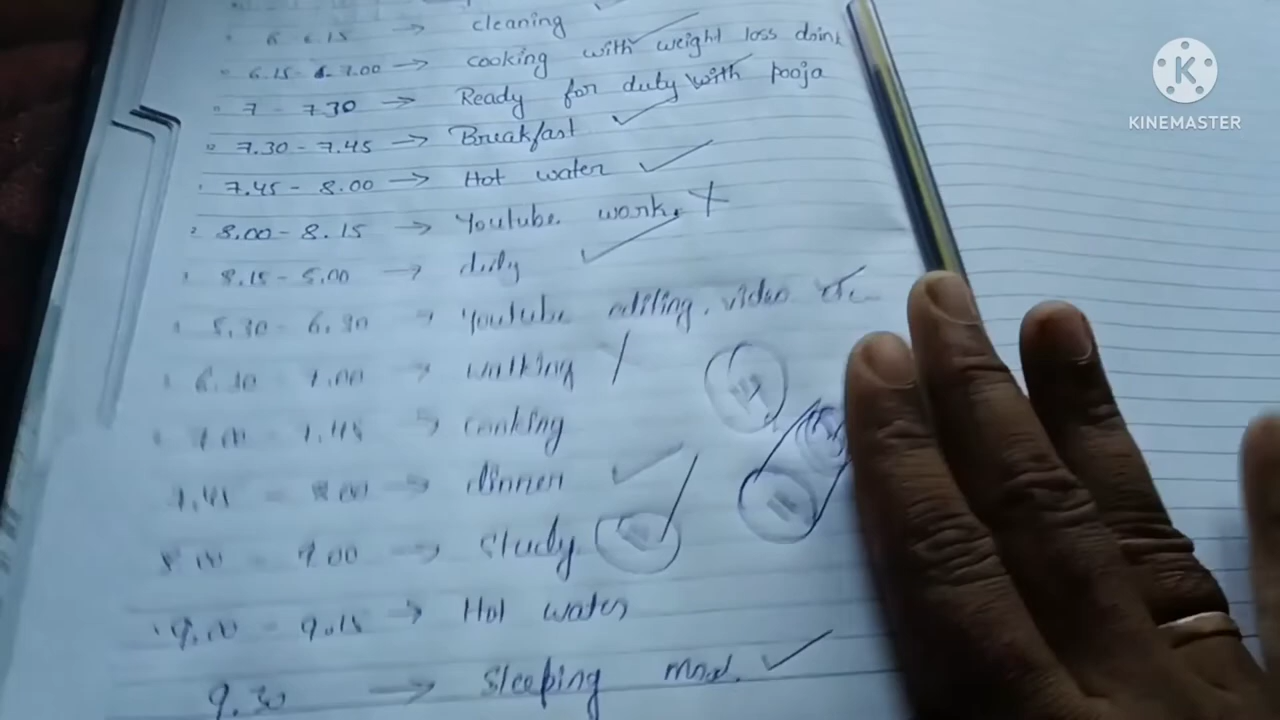 6 6.15 → cleaning
6.15 - 7.00 → cooking with weight loss drink
7 - 7.30 → Ready for duty with pooja
7.30 - 7.45 → Breakfast
7.45 - 8.00 → Hot water
8.00 - 8.15 → Youtube work.
8.15 - 5.00 → duty
5.30 - 6.30 → Youtube editing, video etc
6.30 7.00 → walking
7.00 - 7.45 → cooking
7.45 - 8.00 → dinner
8.00 - 9.00 → Study
9.00 - 9.15 → Hot water
9.30 → Sleeping mod.
KINEMASTER